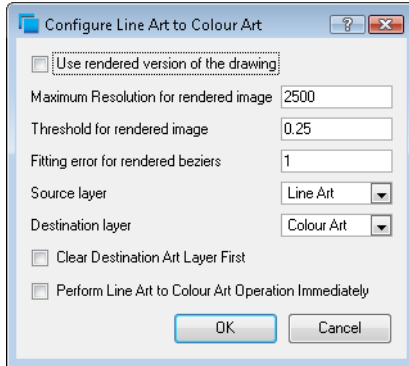 Configure Line Art to Colour Art
Use rendered version of the drawing
Maximum Resolution for rendered image 2500
Threshold for rendered image 0.25
Fitting error for rendered beziers 1
Source layer Line Art
Destination layer Colour Art
Clear Destination Art Layer First
Perform Line Art to Colour Art Operation Immediately
OK Cancel